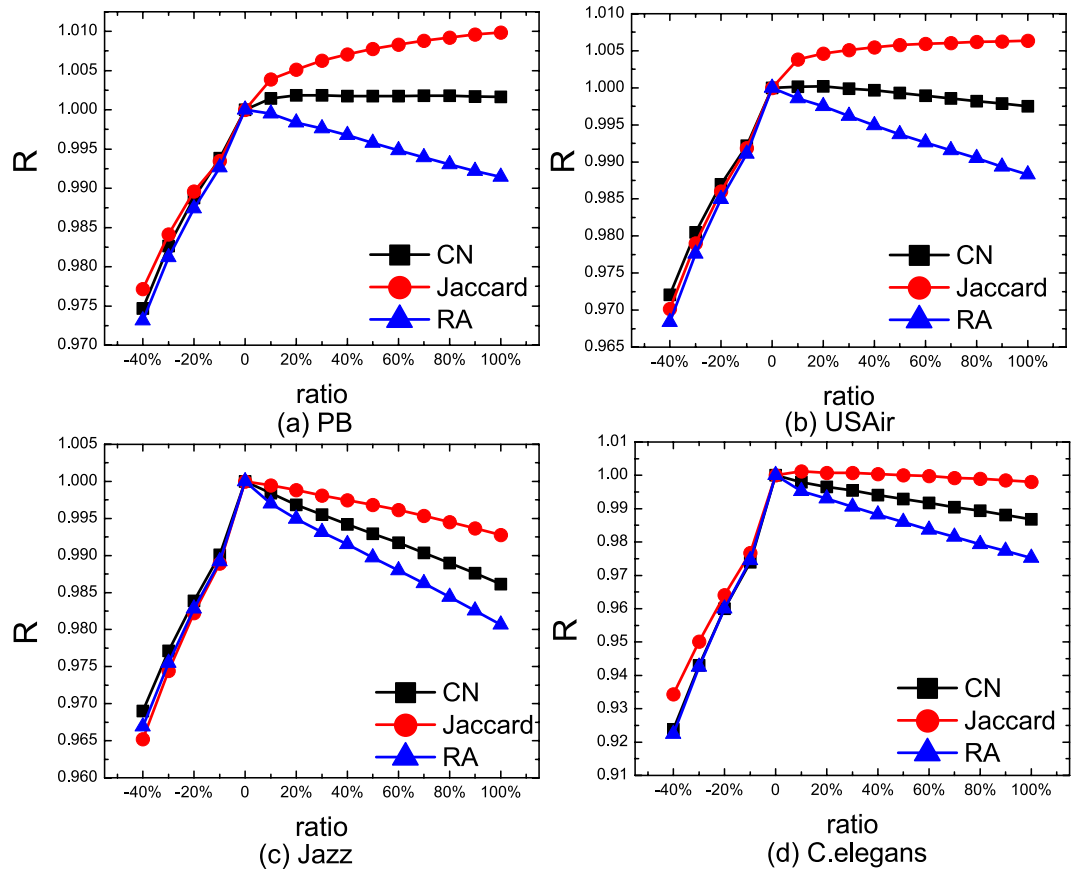 1.010
1.005
1.000
0.995
0.990
0.985
0.980
0.975
0.970
R
CN
Jaccard
RA
-40% -20% 0 20% 40% 60% 80% 100%
ratio
(a) PB
1.010
1.005
1.000
0.995
0.990
0.985
0.980
0.975
0.970
0.965
R
CN
Jaccard
RA
-40% -20% 0 20% 40% 60% 80% 100%
ratio
(b) USAir
1.005
1.000
0.995
0.990
0.985
0.980
0.975
0.970
0.965
0.960
R
CN
Jaccard
RA
-40% -20% 0 20% 40% 60% 80% 100%
ratio
(c) Jazz
1.01
1.00
0.99
0.98
0.97
0.96
0.95
0.94
0.93
0.92
0.91
R
CN
Jaccard
RA
-40% -20% 0 20% 40% 60% 80% 100%
ratio
(d) C.elegans